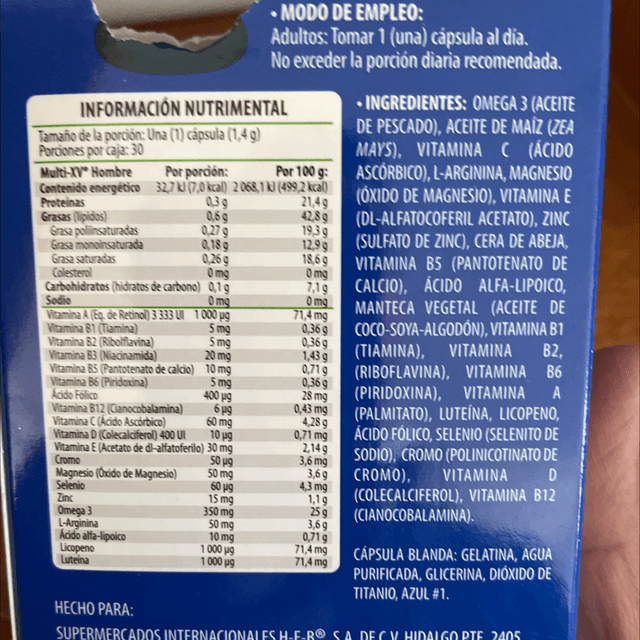 • MODO DE EMPLEO:
Adultos: Tomar 1 (una) cápsula al día.
No exceder la porción diaria recomendada.
INFORMACIÓN NUTRIMENTAL
Tamaño de la porción: Una (1) cápsula (1,4 g)
Porciones por caja: 30
Multi-XV® Hombre Por porción: Por 100 g:
Contenido energético 32,7 kJ (7,0 kcal) 2 068,1 kJ (499,2 kcal)
Proteínas 0,3 g 21,4 g
Grasas (lípidos) 0,6 g 42,8 g
Grasa poliinsaturadas 0,27 g 19,3 g
Grasa monoinsaturada 0,18 g 12,9 g
Grasa saturadas 0,26 g 18,6 g
Colesterol 0 mg 0 mg
Carbohidratos (hidratos de carbono) 0,1 g 7,1 g
Sodio 0 mg 0 mg
Vitamina A (Eq. de Retinol) 3 333 UI 1 000 µg 71,4 mg
Vitamina B1 (Tiamina) 5 mg 0,36 g
Vitamina B2 (Ribolflavina) 5 mg 0,36 g
Vitamina B3 (Niacinamida) 20 mg 1,43 g
Vitamina B5 (Pantotenato de calcio) 10 mg 0,71 g
Vitamina B6 (Piridoxina) 5 mg 0,36 g
Ácido Fólico 400 µg 28 mg
Vitamina B12 (Cianocobalamina) 6 µg 0,43 mg
Vitamina C (Ácido Ascórbico) 60 mg 4,28 g
Vitamina D (Colecalciferol) 400 UI 10 µg 0,71 mg
Vitamina E (Acetato de dl-alfatoferilo) 30 mg 2,14 g
Cromo 50 µg 3,6 mg
Magnesio (Óxido de Magnesio) 50 mg 3,6 g
Selenio 60 µg 4,3 mg
Zinc 15 mg 1,1 g
Omega 3 350 mg 25 g
L-Arginina 50 mg 3,6 g
Ácido alfa-lipoico 10 mg 0,71 g
Licopeno 1 000 µg 71,4 mg
Luteína 1 000 µg 71,4 mg
• INGREDIENTES: OMEGA 3 (ACEITE
DE PESCADO), ACEITE DE MAÍZ (ZEA
MAYS), VITAMINA C (ÁCIDO
ASCÓRBICO), L-ARGININA, MAGNESIO
(ÓXIDO DE MAGNESIO), VITAMINA E
(DL-ALFATOCOFERIL ACETATO), ZINC
(SULFATO DE ZINC), CERA DE ABEJA,
VITAMINA B5 (PANTOTENATO DE
CALCIO), ÁCIDO ALFA-LIPOICO,
MANTECA VEGETAL (ACEITE DE
COCO-SOYA-ALGODÓN), VITAMINA B1
(TIAMINA), VITAMINA B2,
(RIBOFLAVINA), VITAMINA B6
(PIRIDOXINA), VITAMINA A
(PALMITATO), LUTEÍNA, LICOPENO,
ÁCIDO FÓLICO, SELENIO (SELENITO DE
SODIO), CROMO (POLINICOTINATO DE
CROMO), VITAMINA D
(COLECALCIFEROL), VITAMINA B12
(CIANOCOBALAMINA).
CÁPSULA BLANDA: GELATINA, AGUA
PURIFICADA, GLICERINA, DIÓXIDO DE
TITANIO, AZUL #1.
HECHO PARA:
SUPERMERCADOS INTERNACIONALES H-E-B® S.A. DE C.V. HIDALGO PTE. 2405